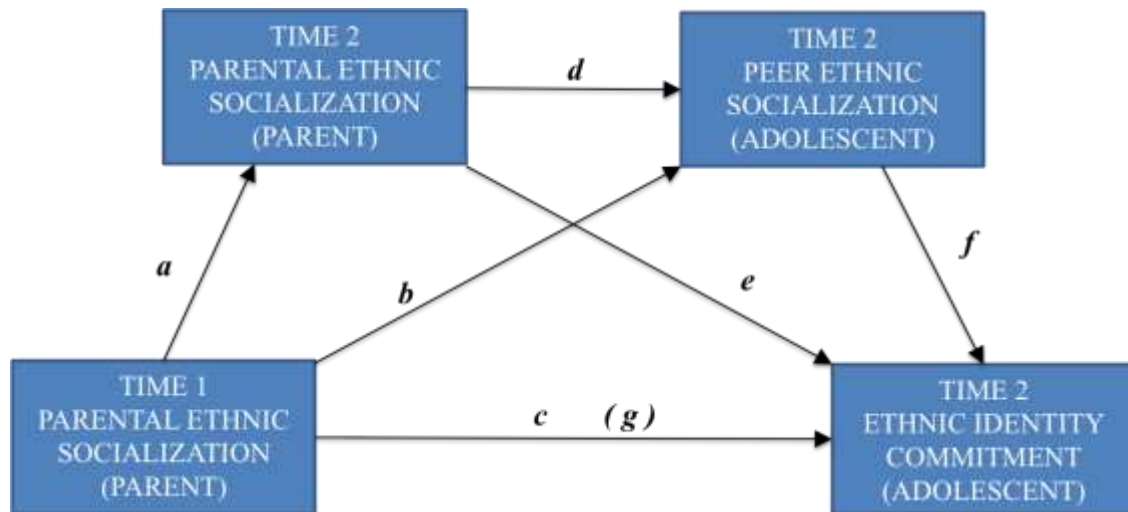 TIME 2
PARENTAL ETHNIC
SOCIALIZATION
(PARENT)
d
TIME 2
PEER ETHNIC
SOCIALIZATION
(ADOLESCENT)
a
b
e
f
TIME 1
PARENTAL ETHNIC
SOCIALIZATION
(PARENT)
c (g)
TIME 2
ETHNIC IDENTITY
COMMITMENT
(ADOLESCENT)